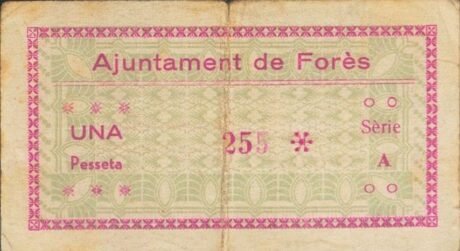 Ajuntament de Forès
UNA
Pesseta
255
Sèrie
A